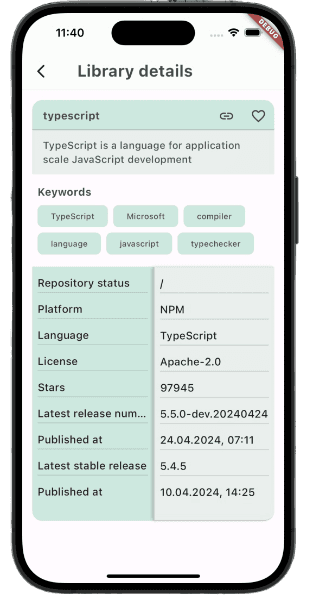 11:40
DEBUG
Library details
typescript
TypeScript is a language for application
scale JavaScript development
Keywords
TypeScript Microsoft compiler
language javascript typechecker
Repository status /
Platform NPM
Language TypeScript
License Apache-2.0
Stars 97945
Latest release num... 5.5.0-dev.20240424
Published at 24.04.2024, 07:11
Latest stable release 5.4.5
Published at 10.04.2024, 14:25